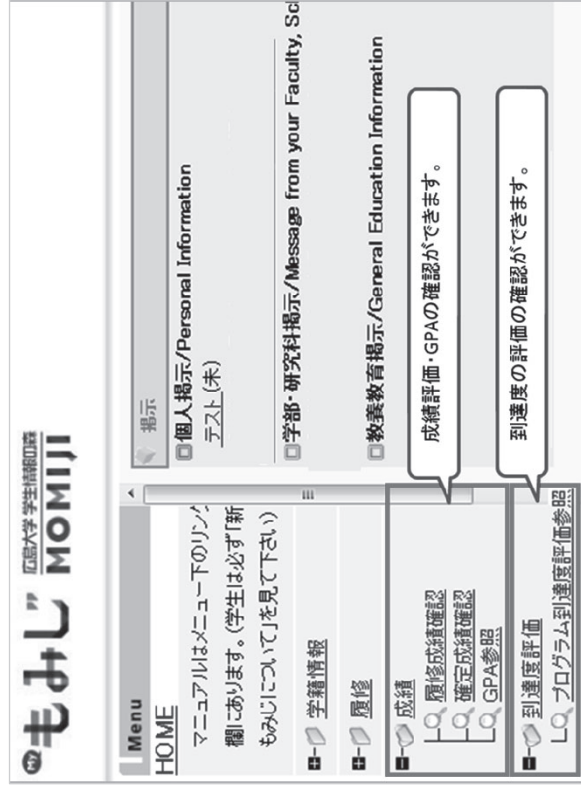 My もみじ 広島大学 学生情報の森
MOMIJI
Menu
HOME
マニュアルはメニュー下のリンク
欄にあります。(学生は必ず「新
もみじについて」を見て下さい)
学籍情報
履修
成績
履修成績確認
確定成績確認
GPA参照
到達度評価
プログラム到達度評価参照
掲示
個人掲示/Personal Information
テスト(未)
学部・研究科掲示/Message from your Faculty, Sc
教養教育掲示/General Education Information
成績評価・GPAの確認ができます。
到達度の評価の確認ができます。